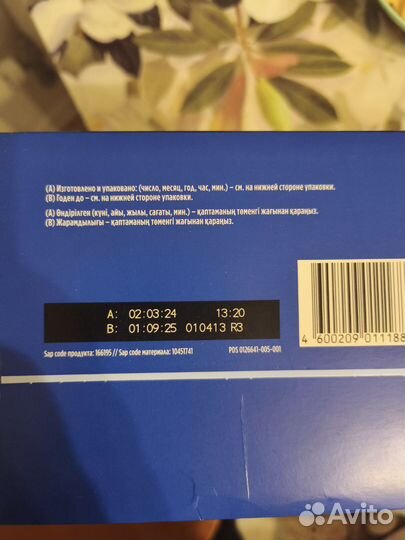 (А) Изготовлено и упаковано: (число, месяц, год, час, мин.) – см. на нижней стороне упаковки.
(В) Годен до – см. на нижней стороне упаковки.
(А) Өндірілген (күні, айы, жылы, сағаты, мин.) – қаптаманың төменгі жағынан қараңыз.
(В) Жарамдылығы – қаптаманың төменгі жағынан қараңыз.
A: 02:03:24 13:20
B: 01:09:25 010413 R3
Sap code продукта: 166195 // Sap code материала: 10451741 PDS 0126641-005-001
4 600209 01118
Avito